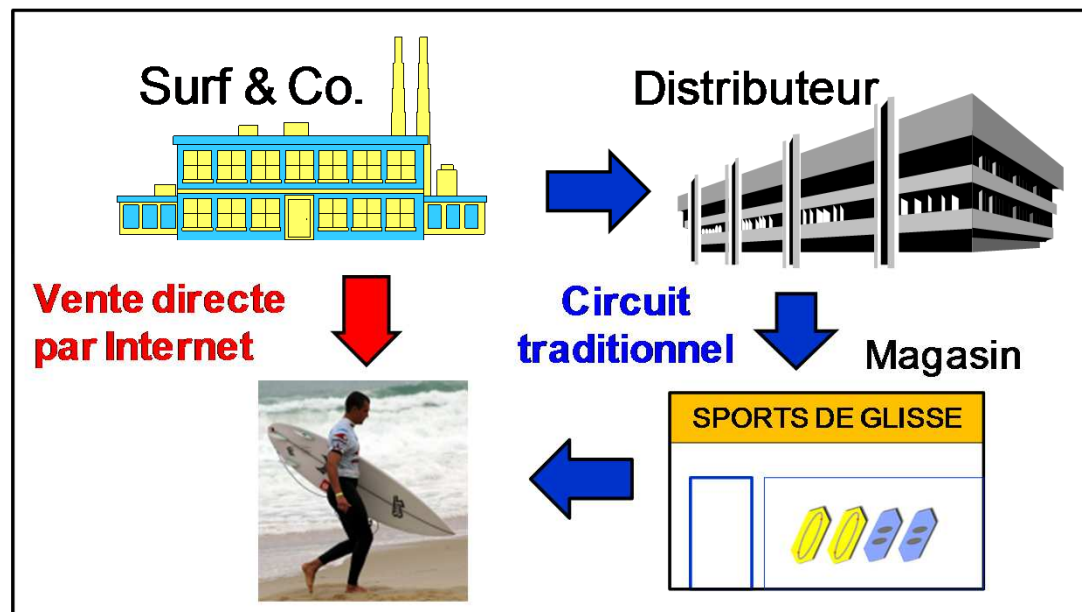 Surf & Co.
Distributeur
Vente directe
par Internet
Circuit
traditionnel
Magasin
SPORTS DE GLISSE